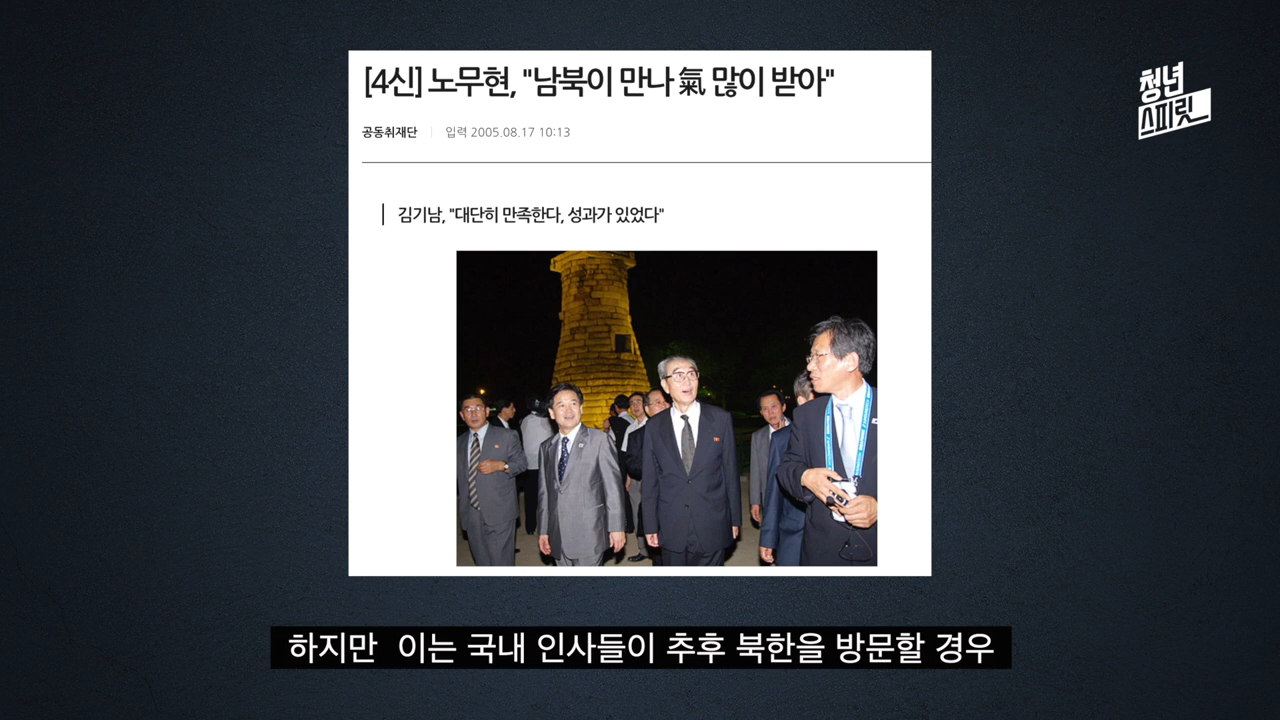 [4신] 노무현, "남북이 만나 氣 많이 받아"
공동취재단 | 입력 2005.08.17 10:13
김기남, "대단히 만족한다, 성과가 있었다"
청년
스피릿
하지만 이는 국내 인사들이 추후 북한을 방문할 경우